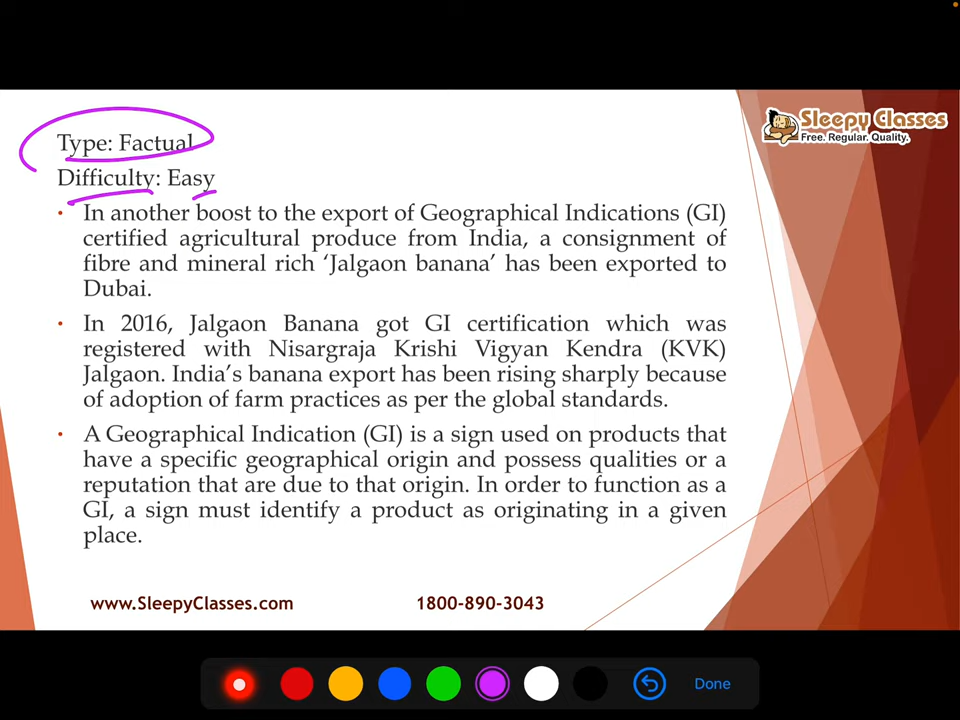 Type: Factual
Difficulty: Easy
• In another boost to the export of Geographical Indications (GI)
certified agricultural produce from India, a consignment of
fibre and mineral rich ‘Jalgaon banana’ has been exported to
Dubai.
• In 2016, Jalgaon Banana got GI certification which was
registered with Nisargraja Krishi Vigyan Kendra (KVK)
Jalgaon. India’s banana export has been rising sharply because
of adoption of farm practices as per the global standards.
• A Geographical Indication (GI) is a sign used on products that
have a specific geographical origin and possess qualities or a
reputation that are due to that origin. In order to function as a
GI, a sign must identify a product as originating in a given
place.
Sleepy Classes
Free. Regular. Quality.
www.SleepyClasses.com 1800-890-3043
Done